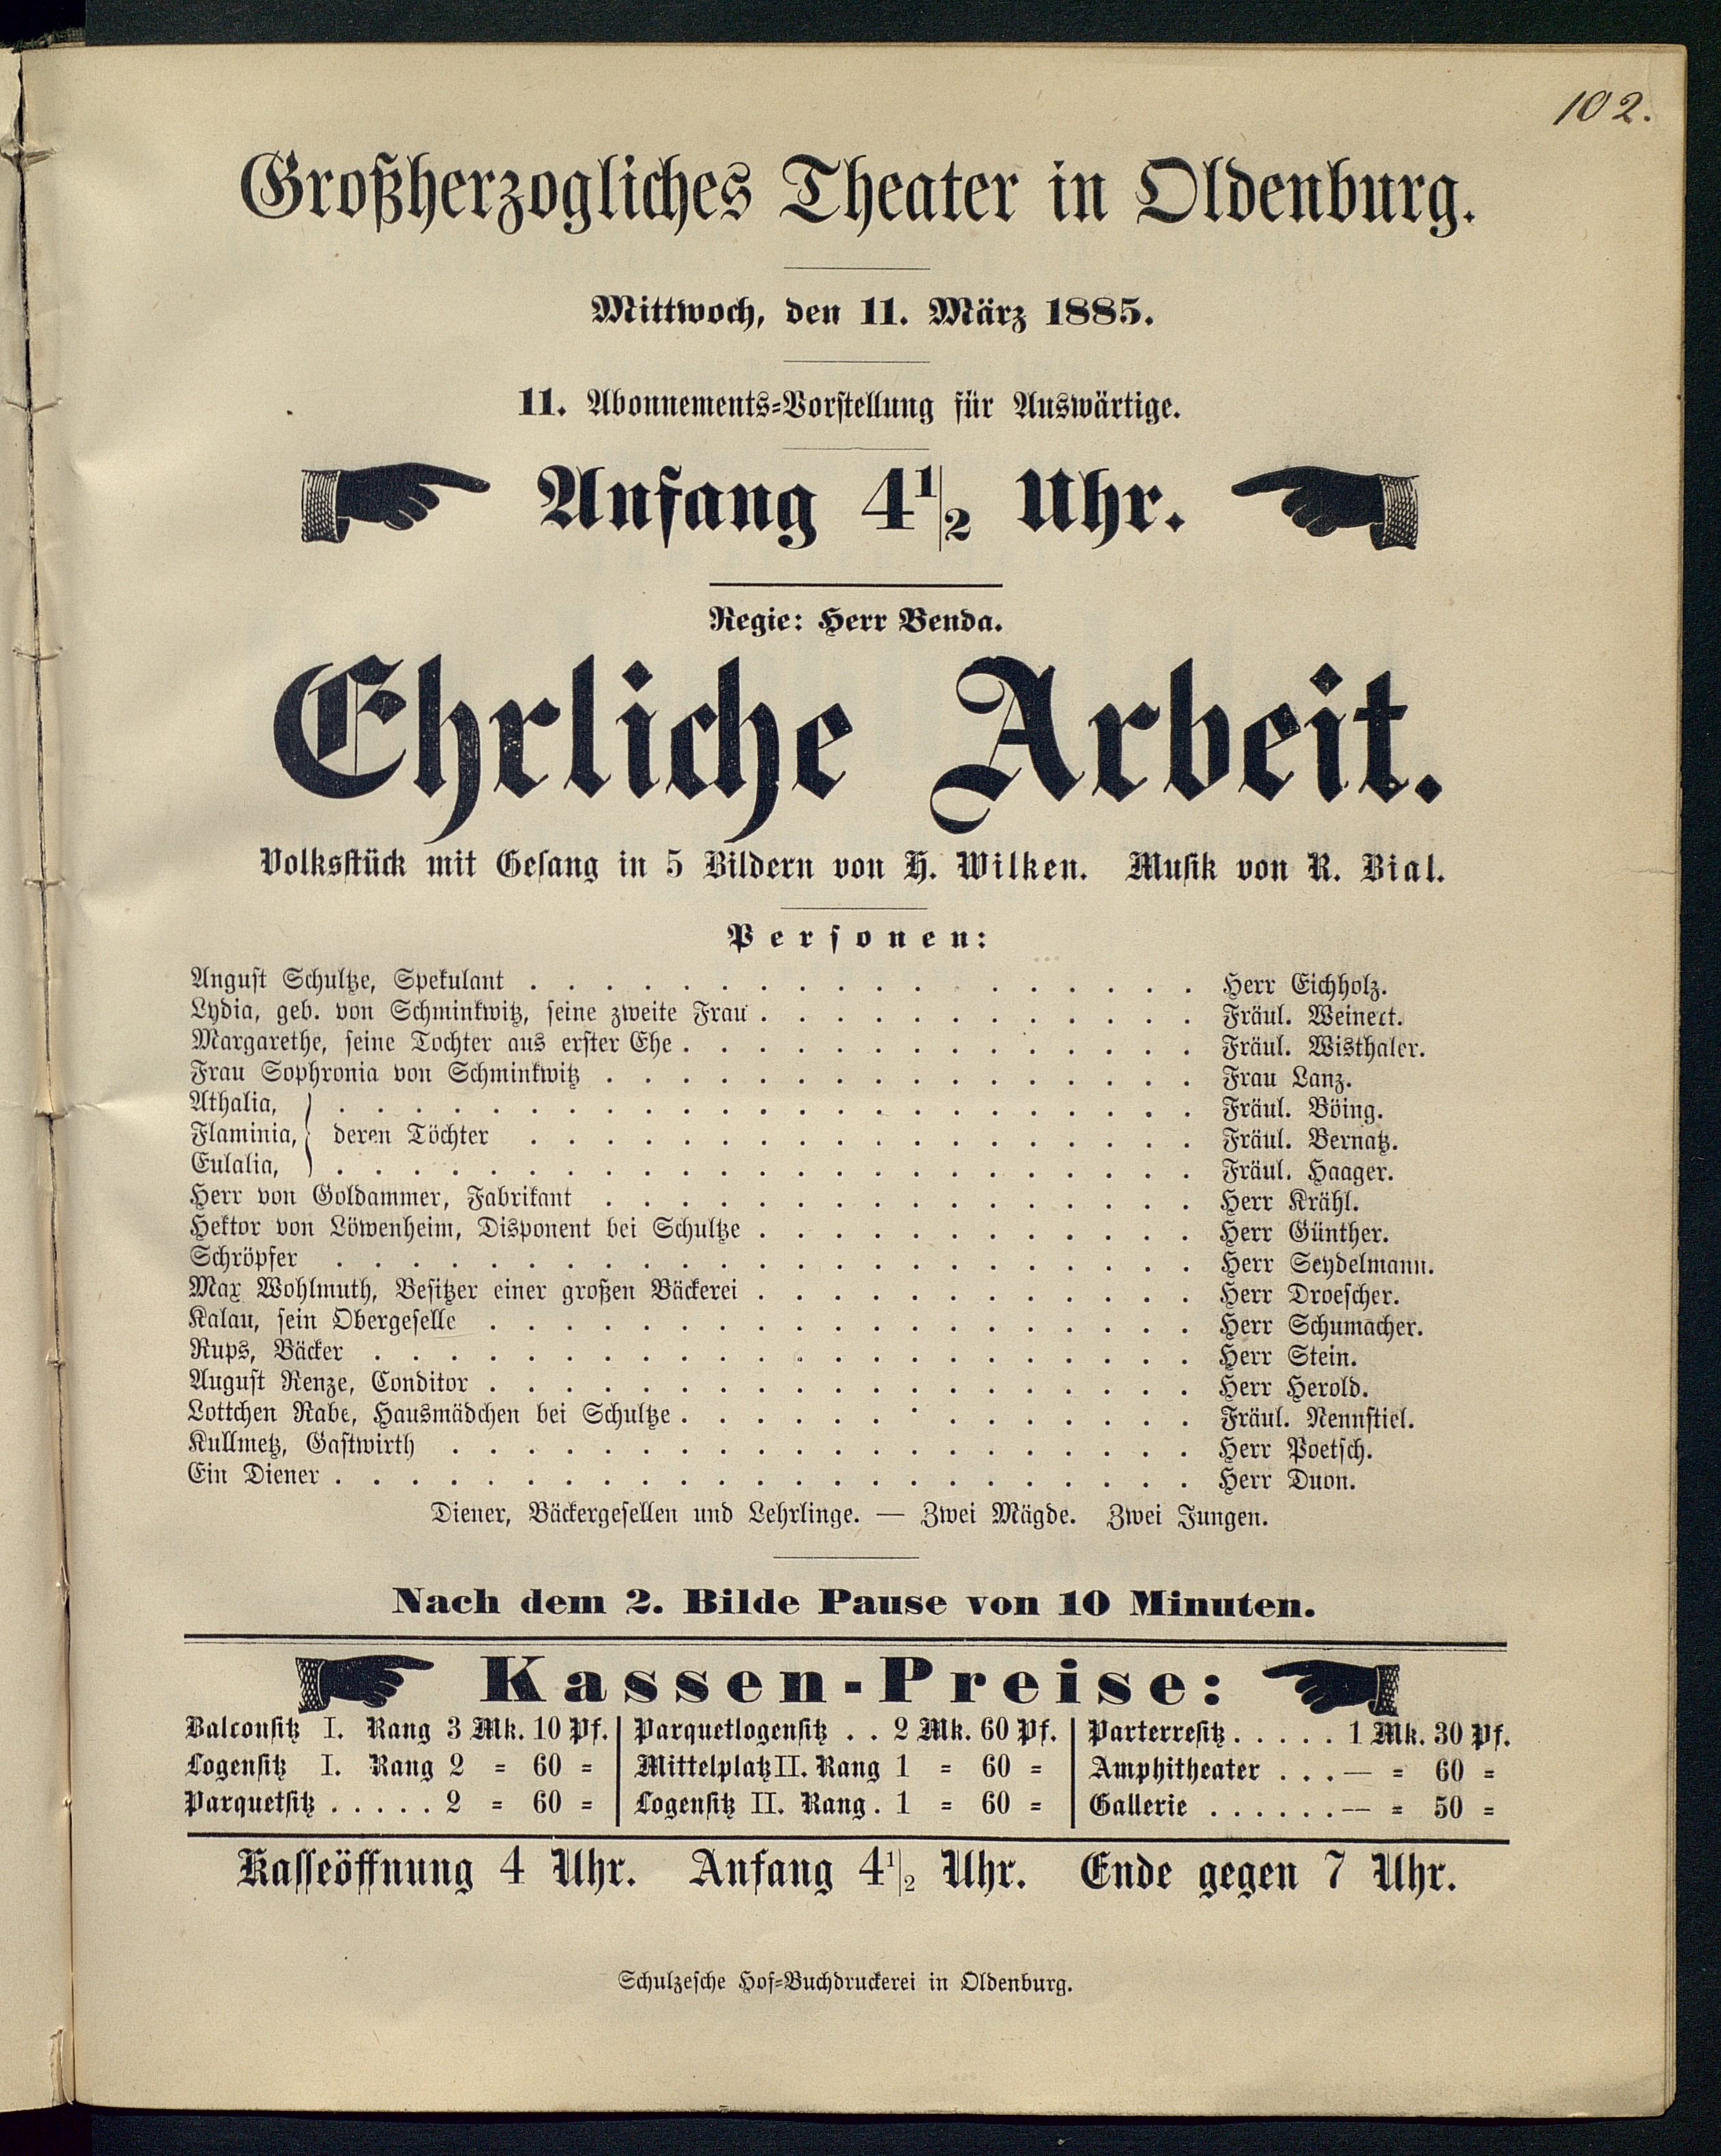 102.
Großherzogliches Theater in Oldenburg.
Mittwoch, den 11. März 1885.
11. Abonnements-Vorstellung für Auswärtige.
Anfang 4 1/2 Uhr.
Regie: Herr Benda.
Ehrliche Arbeit.
Volksstück mit Gesang in 5 Bildern von H. Wilken. Musik von R. Bial.
Personen:
August Schultze, Spekulant . . . . . Herr Eichholz.
Lydia, geb. von Schminkwitz, seine zweite Frau . . . . . Fräul. Weinert.
Margarethe, seine Tochter aus erster Ehe . . . . . Fräul. Wisthaler.
Frau Sophronia von Schminkwitz . . . . . Frau Lanz.
Athalia, } . . . . . Fräul. Böing.
Flaminia, } deren Töchter . . . . . Fräul. Bernatz.
Eulalia, } . . . . . Fräul. Haager.
Herr von Goldammer, Fabrikant . . . . . Herr Krähl.
Hektor von Löwenheim, Disponent bei Schultze . . . . . Herr Günther.
Schröpfer . . . . . Herr Seydelmann.
Max Wohlmuth, Besitzer einer großen Bäckerei . . . . . Herr Droescher.
Kalau, sein Obergeselle . . . . . Herr Schumacher.
Rups, Bäcker . . . . . Herr Stein.
August Renze, Conditor . . . . . Herr Herold.
Lottchen Rabe, Hausmädchen bei Schultze . . . . . Fräul. Nennstiel.
Kullmetz, Gastwirth . . . . . Herr Poetsch.
Ein Diener . . . . . Herr Duon.
Diener, Bäckergesellen und Lehrlinge. — Zwei Mägde. Zwei Jungen.
Nach dem 2. Bilde Pause von 10 Minuten.
Kassen-Preise:
Balconsitz I. Rang 3 Mk. 10 Pf. | Parquetlogensitz . . 2 Mk. 60 Pf. | Parterresitz . . . . . 1 Mk. 30 Pf.
Logensitz I. Rang 2 = 60 = | Mittelplatz II. Rang 1 = 60 = | Amphitheater . . . — = 60 =
Parquetsitz . . . . . 2 = 60 = | Logensitz II. Rang . 1 = 60 = | Gallerie . . . . . . — = 50 =
Kasseöffnung 4 Uhr. Anfang 4 1/2 Uhr. Ende gegen 7 Uhr.
Schulzesche Hof-Buchdruckerei in Oldenburg.